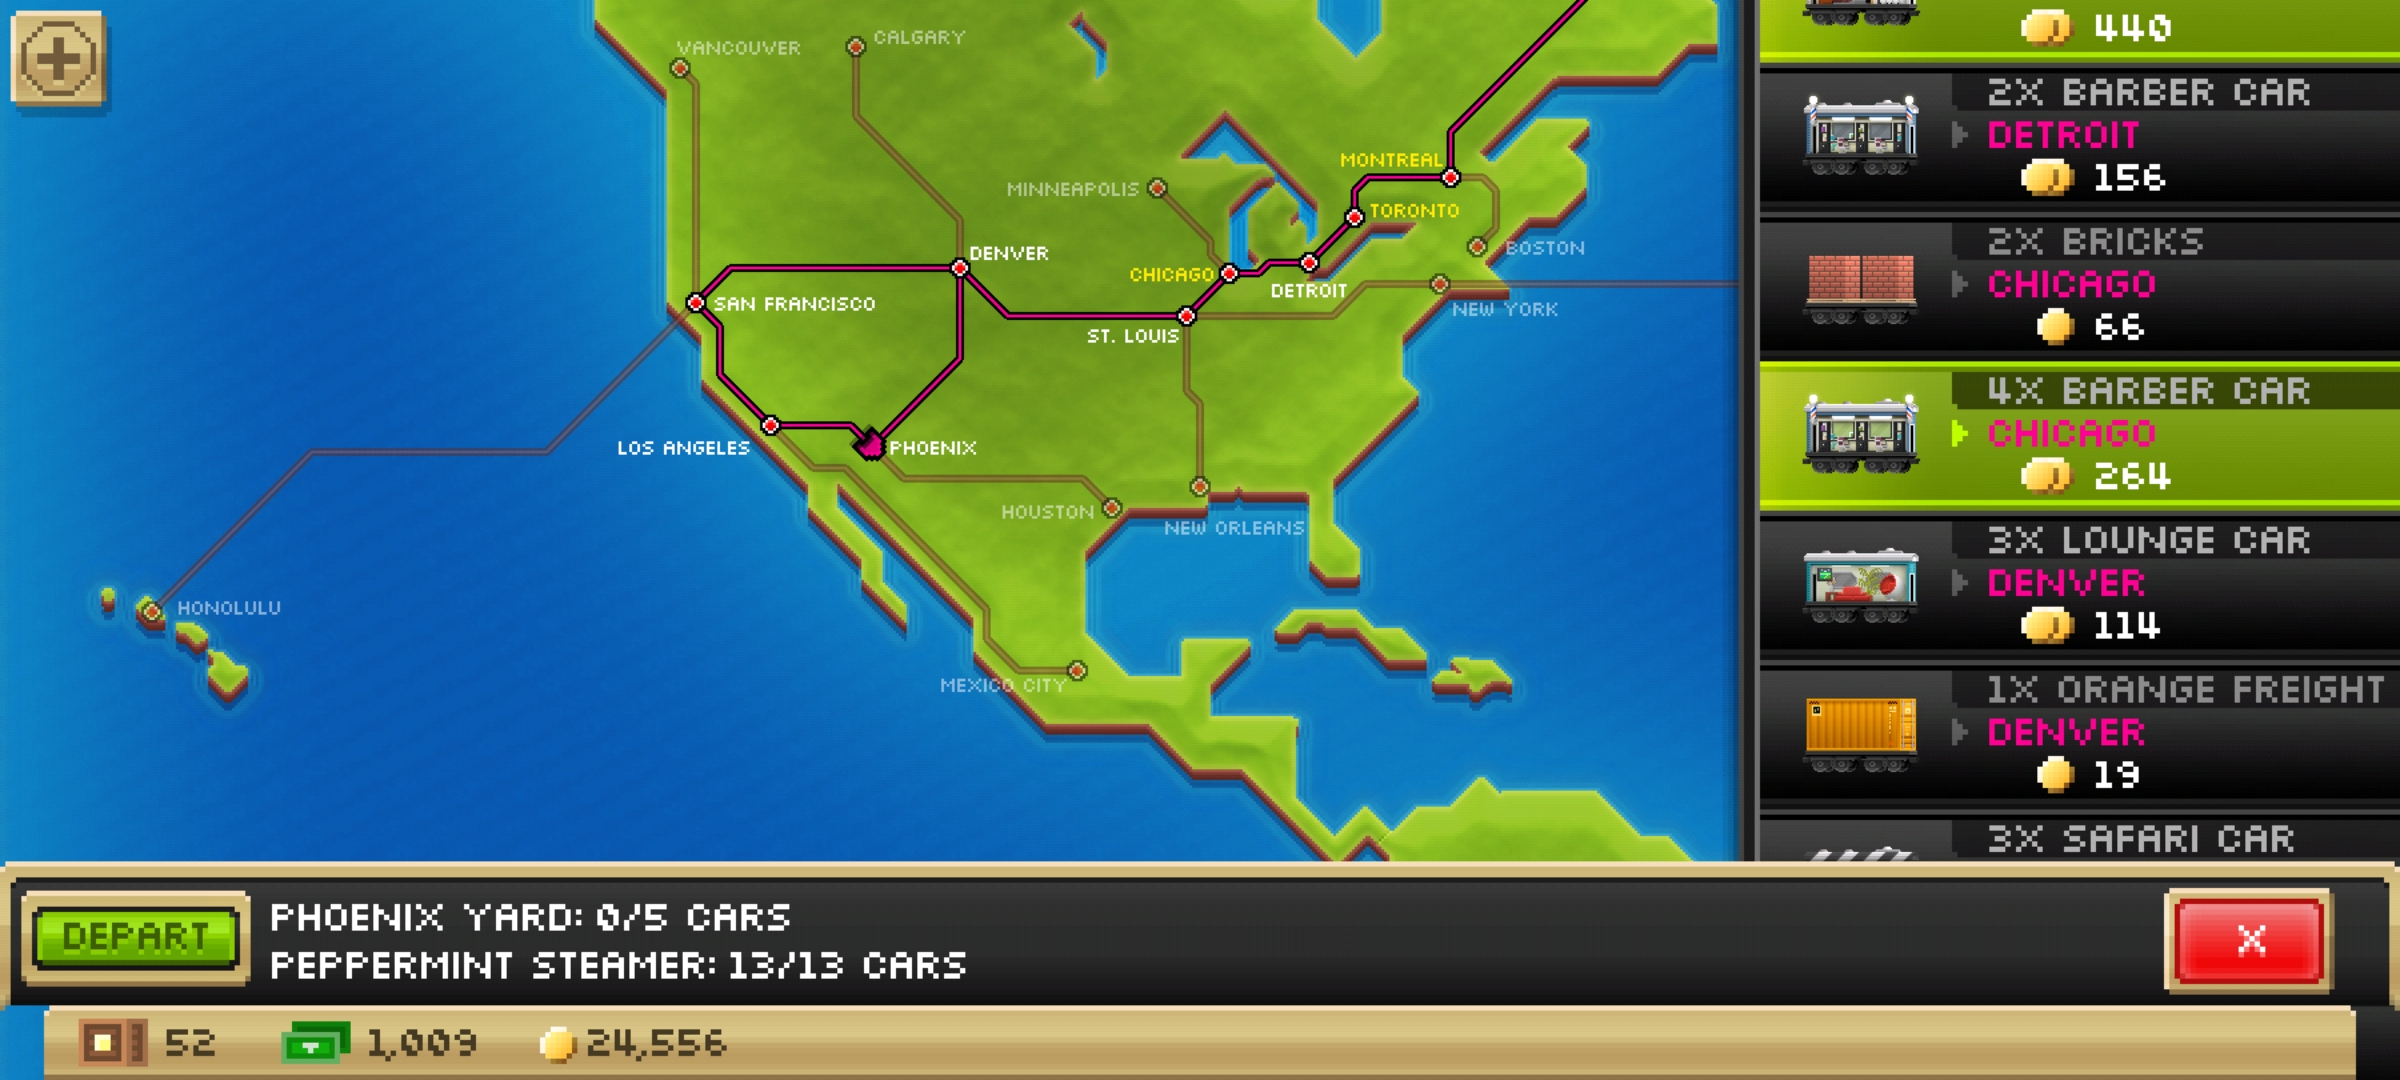 VANCOUVER
CALGARY
MINNEAPOLIS
MONTREAL
TORONTO
DENVER
CHICAGO
DETROIT
BOSTON
SAN FRANCISCO
NEW YORK
ST. LOUIS
LOS ANGELES
PHOENIX
HOUSTON
NEW ORLEANS
HONOLULU
MEXICO CITY
440
2X BARBER CAR
DETROIT
156
2X BRICKS
CHICAGO
66
4X BARBER CAR
CHICAGO
264
3X LOUNGE CAR
DENVER
114
1X ORANGE FREIGHT
DENVER
19
3X SAFARI CAR
DEPART
PHOENIX YARD: 0/5 CARS
PEPPERMINT STEAMER: 13/13 CARS
X
52
1,009
24,556